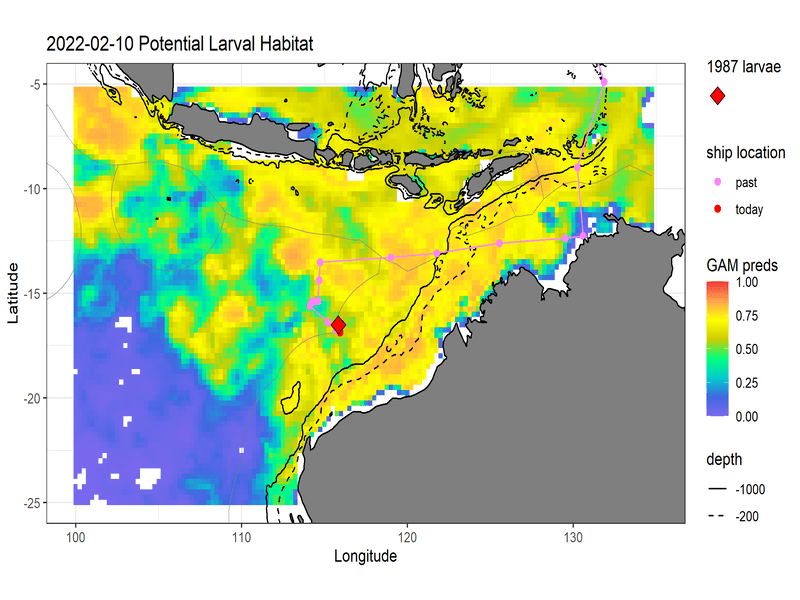 2022-02-10 Potential Larval Habitat
-5
-10
-15
-20
-25
Latitude
100
110
120
130
Longitude
1987 larvae
ship location
past
today
GAM preds
1.00
0.75
0.50
0.25
0.00
depth
-1000
-200